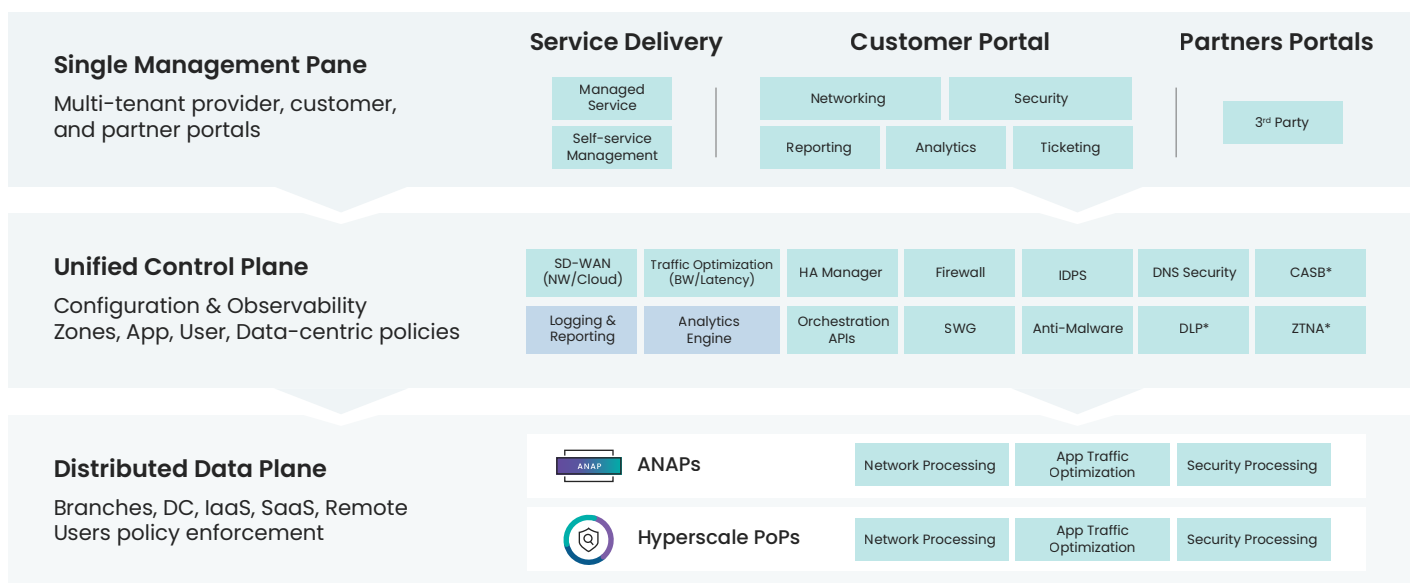 Single Management Pane
Multi-tenant provider, customer,
and partner portals
Service Delivery
Managed
Service
Self-service
Management
Customer Portal
Networking
Security
Reporting
Analytics
Ticketing
Partners Portals
3rd Party
Unified Control Plane
Configuration & Observability
Zones, App, User, Data-centric policies
SD-WAN
(NW/Cloud)
Traffic Optimization
(BW/Latency)
HA Manager
Firewall
IDPS
DNS Security
CASB*
Logging &
Reporting
Analytics
Engine
Orchestration
APIs
SWG
Anti-Malware
DLP*
ZTNA*
Distributed Data Plane
Branches, DC, IaaS, SaaS, Remote
Users policy enforcement
ANAP
ANAPs
Network Processing
App Traffic
Optimization
Security Processing
Hyperscale PoPs
Network Processing
App Traffic
Optimization
Security Processing